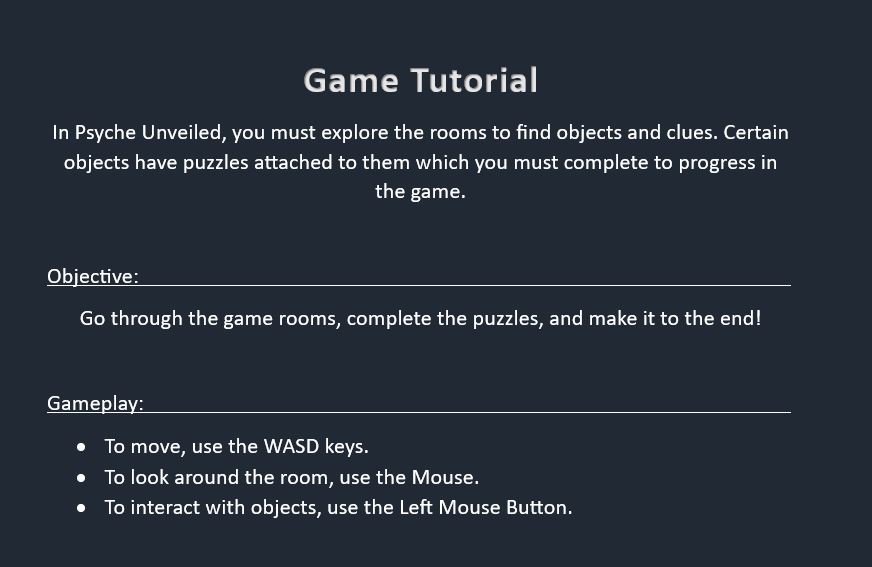 Game Tutorial
In Psyche Unveiled, you must explore the rooms to find objects and clues. Certain
objects have puzzles attached to them which you must complete to progress in
the game.
Objective:
Go through the game rooms, complete the puzzles, and make it to the end!
Gameplay:
• To move, use the WASD keys.
• To look around the room, use the Mouse.
• To interact with objects, use the Left Mouse Button.